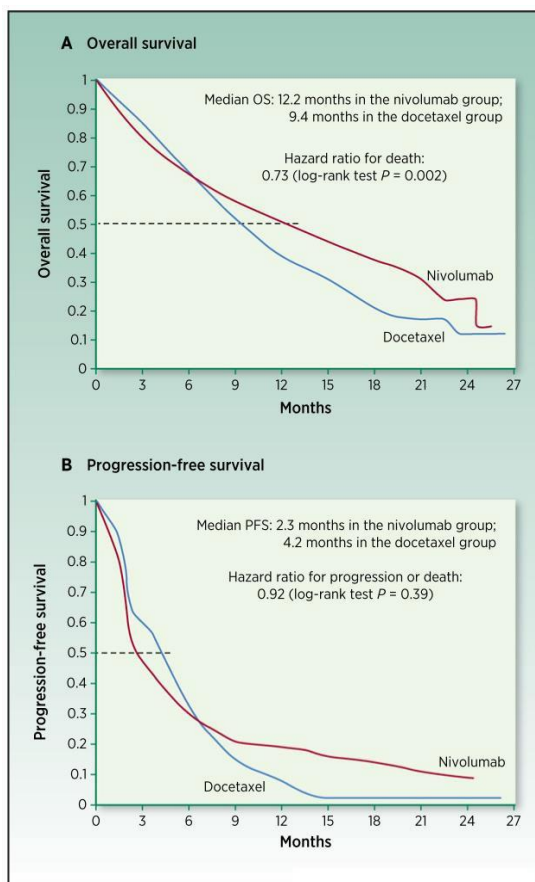 A Overall survival
Median OS: 12.2 months in the nivolumab group;
9.4 months in the docetaxel group
Hazard ratio for death:
0.73 (log-rank test P = 0.002)
Overall survival
1
0.9
0.8
0.7
0.6
0.5
0.4
0.3
0.2
0.1
0
Nivolumab
Docetaxel
0 3 6 9 12 15 18 21 24 27
Months
B Progression-free survival
Median PFS: 2.3 months in the nivolumab group;
4.2 months in the docetaxel group
Hazard ratio for progression or death:
0.92 (log-rank test P = 0.39)
Progression-free survival
1
0.9
0.8
0.7
0.6
0.5
0.4
0.3
0.2
0.1
0
Nivolumab
Docetaxel
0 3 6 9 12 15 18 21 24 27
Months